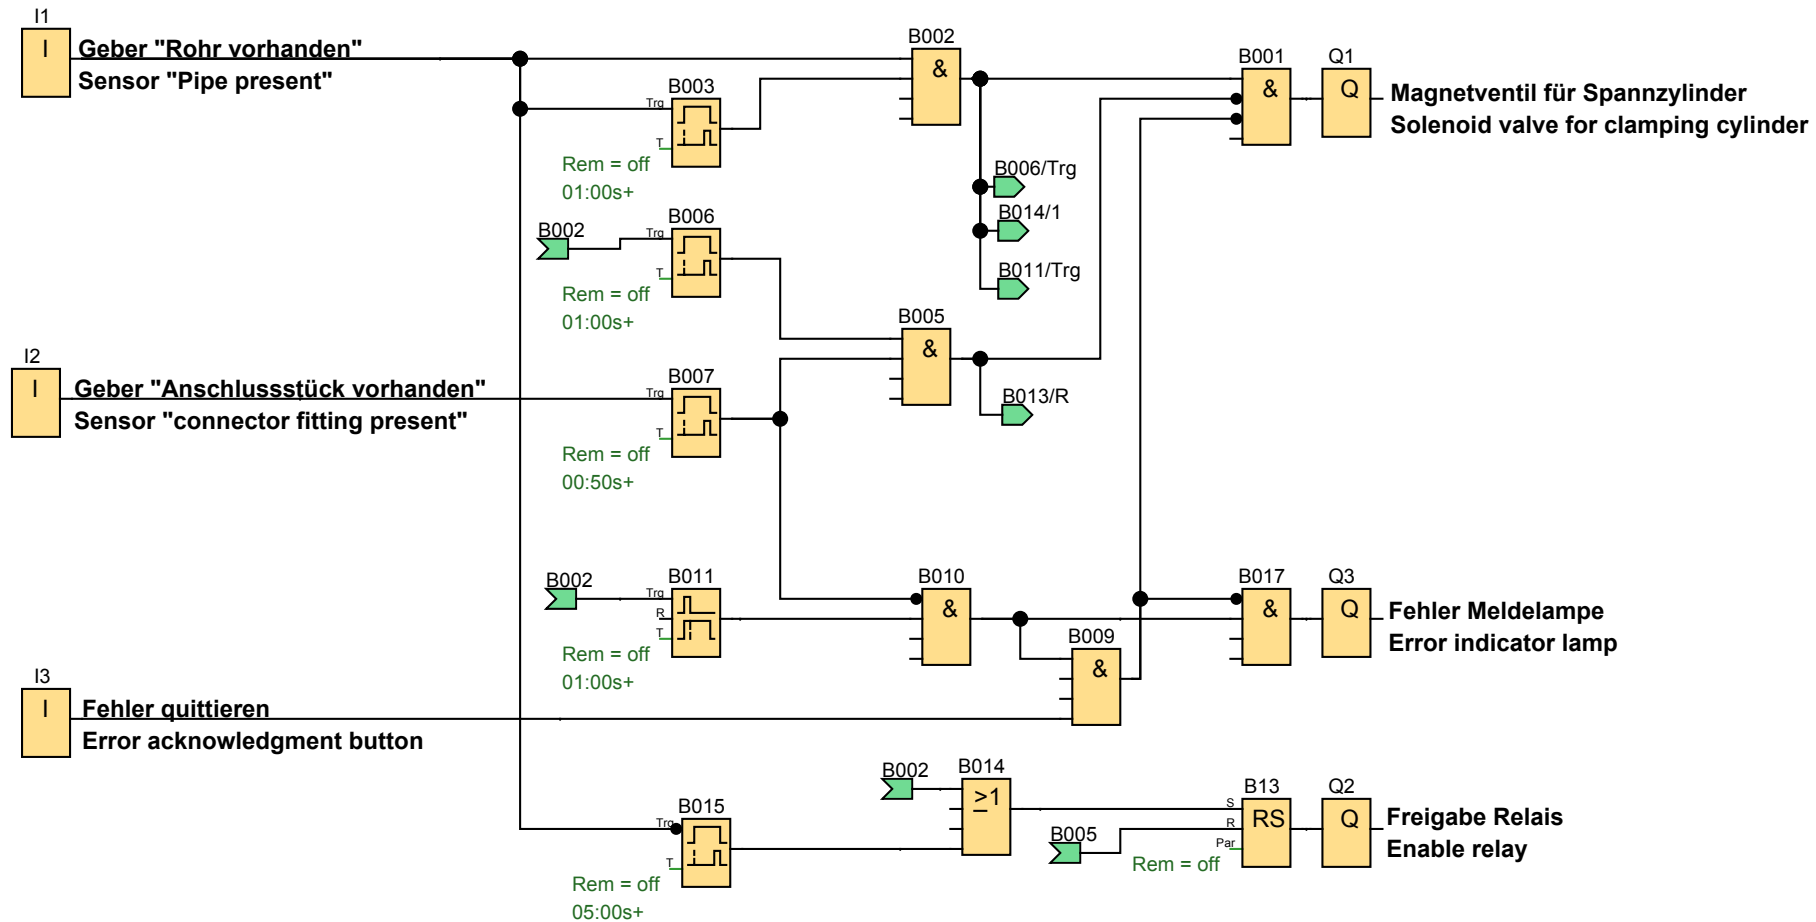 I1
I
Geber "Rohr vorhanden"
Sensor "Pipe present"
B002
&
B001
&
Q1
Q
Magnetventil für Spannzylinder
Solenoid valve for clamping cylinder
B003
Trg
T
Rem = off
01:00s+
B006/Trg
B014/1
B011/Trg
B002
B006
Trg
T
Rem = off
01:00s+
B005
&
B013/R
I2
I
Geber "Anschlussstück vorhanden"
Sensor "connector fitting present"
B007
Trg
T
Rem = off
00:50s+
B002
B011
Trg
R
T
Rem = off
01:00s+
B010
&
B009
&
B017
&
Q3
Q
Fehler Meldelampe
Error indicator lamp
I3
I
Fehler quittieren
Error acknowledgment button
B015
Trg
T
Rem = off
05:00s+
B002
B014
≥1
B005
B13
S
R
Par
RS
Rem = off
Q2
Q
Freigabe Relais
Enable relay